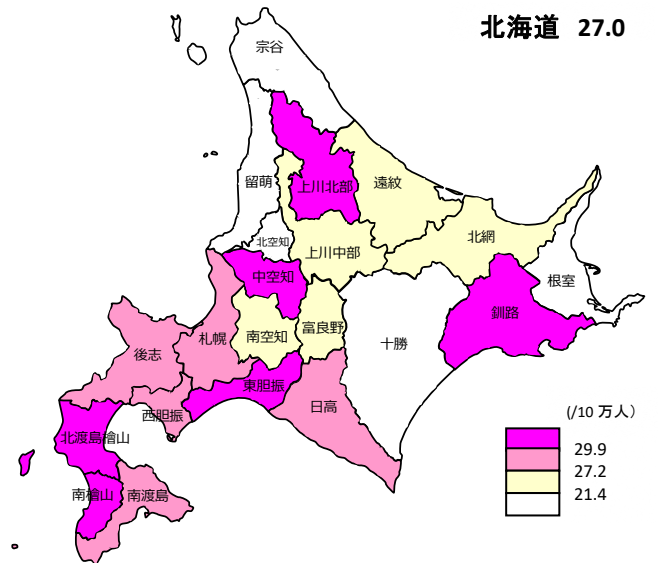 北海道 27.0
宗谷
留萌
上川北部
遠紋
北空知
上川中部
北網
中空知
根室
釧路
札幌
南空知
富良野
十勝
後志
東胆振
西胆振
日高
北渡島檜山
南檜山
南渡島
(/10 万人)
29.9
27.2
21.4